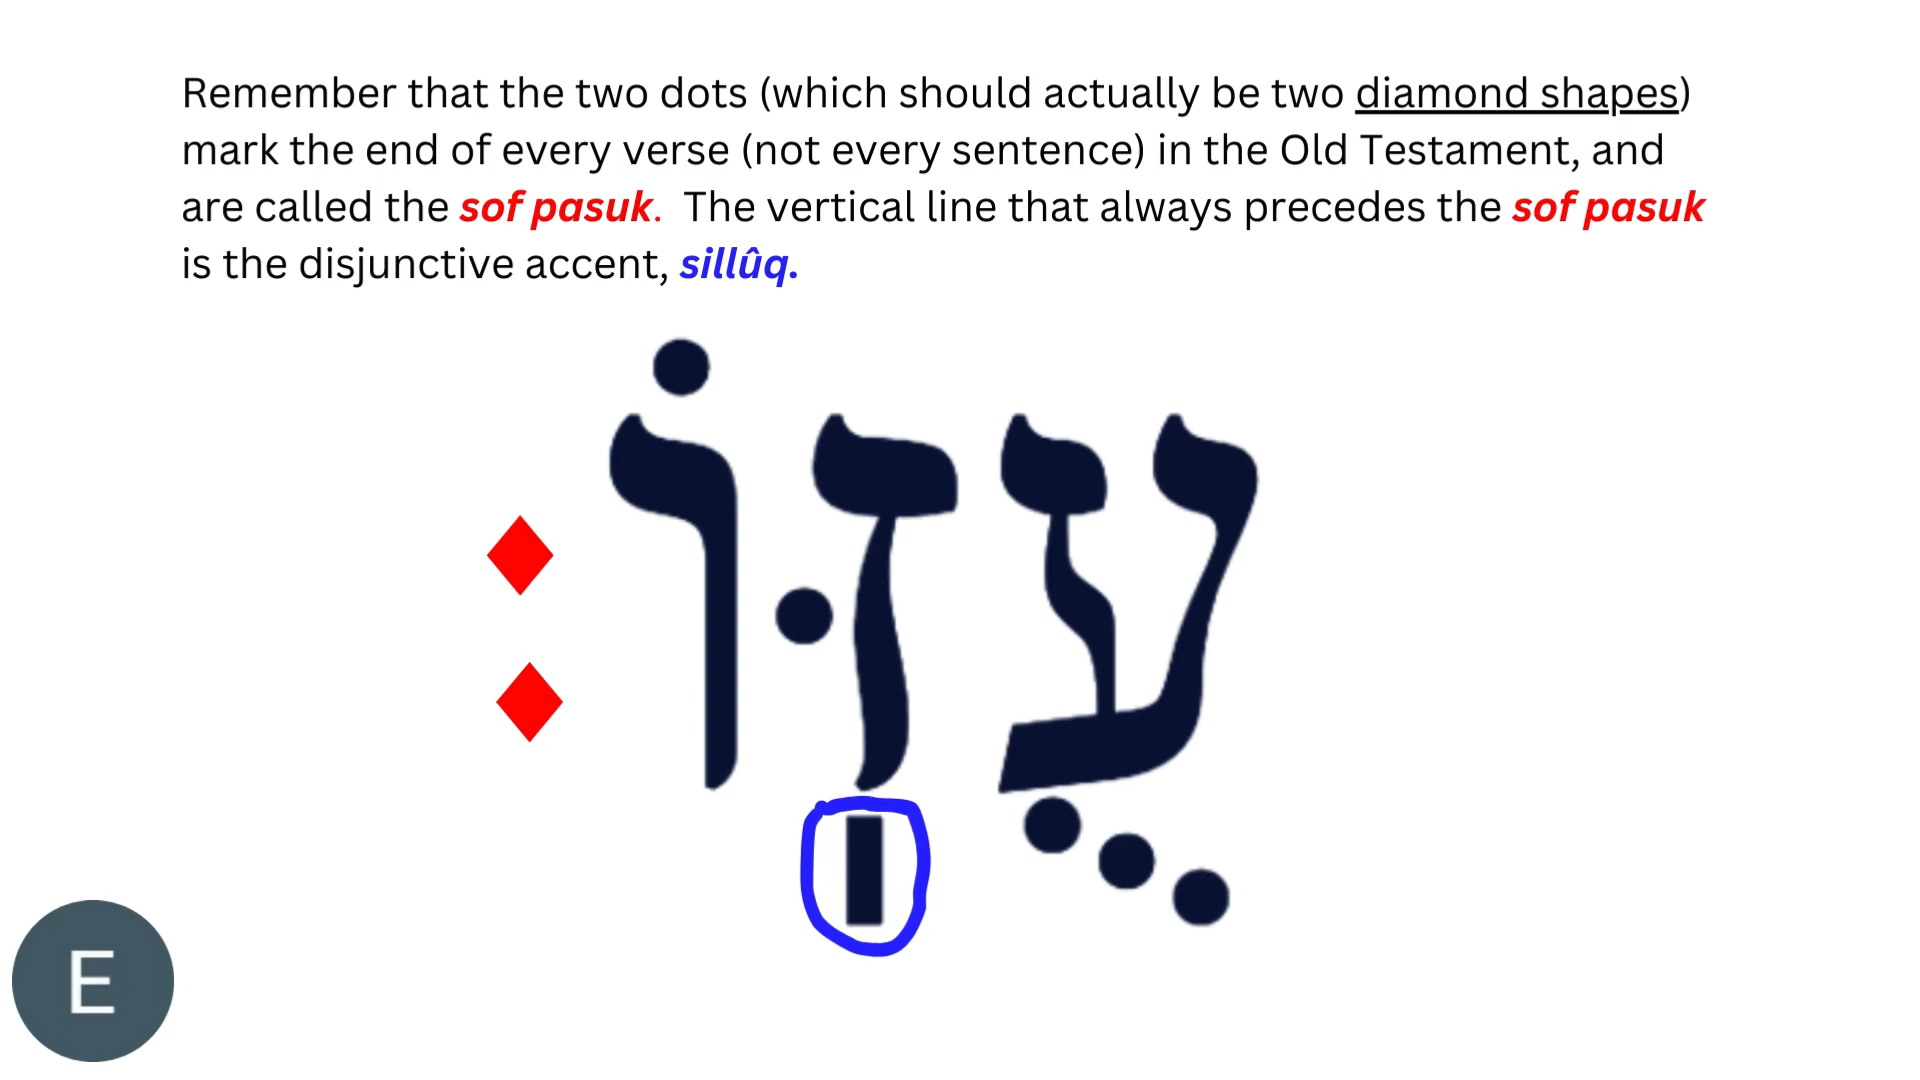 Remember that the two dots (which should actually be two diamond shapes)
mark the end of every verse (not every sentence) in the Old Testament, and
are called the sof pasuk.  The vertical line that always precedes the sof pasuk
is the disjunctive accent, sillûq.
עֻזּֽוֹ׃
E